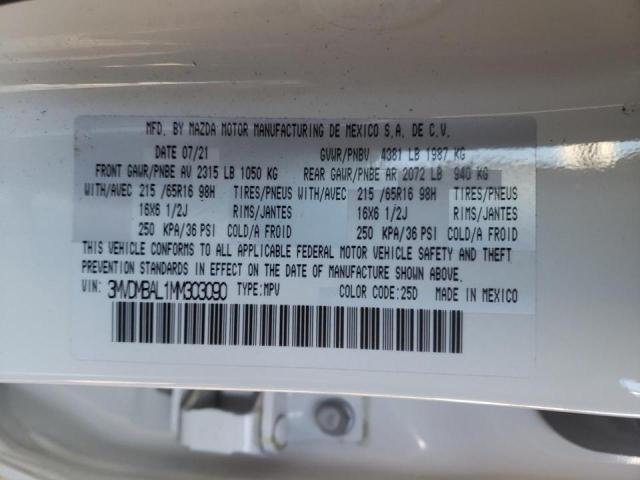 MFD. BY MAZDA MOTOR MANUFACTURING DE MEXICO S.A. DE C.V.
DATE 07/21 GVWR/PNBV 4381 LB 1987 KG
FRONT GAWR/PNBE AV 2315 LB 1050 KG REAR GAWR/PNBE AR 2072 LB 940 KG
WITH/AVEC 215 /65R16 98H TIRES/PNEUS WITH/AVEC 215 /65R16 98H TIRES/PNEUS
16X6 1/2J RIMS/JANTES 16X6 1/2J RIMS/JANTES
250 KPA/36 PSI COLD/A FROID 250 KPA/36 PSI COLD/A FROID
THIS VEHICLE CONFORMS TO ALL APPLICABLE FEDERAL MOTOR VEHICLE SAFETY AND THEFT
PREVENTION STANDARDS IN EFFECT ON THE DATE OF MANUFACTURE SHOWN ABOVE.
VIN: 3MVDMBAL1MM303090 TYPE:MPV COLOR CODE:25D MADE IN MEXICO